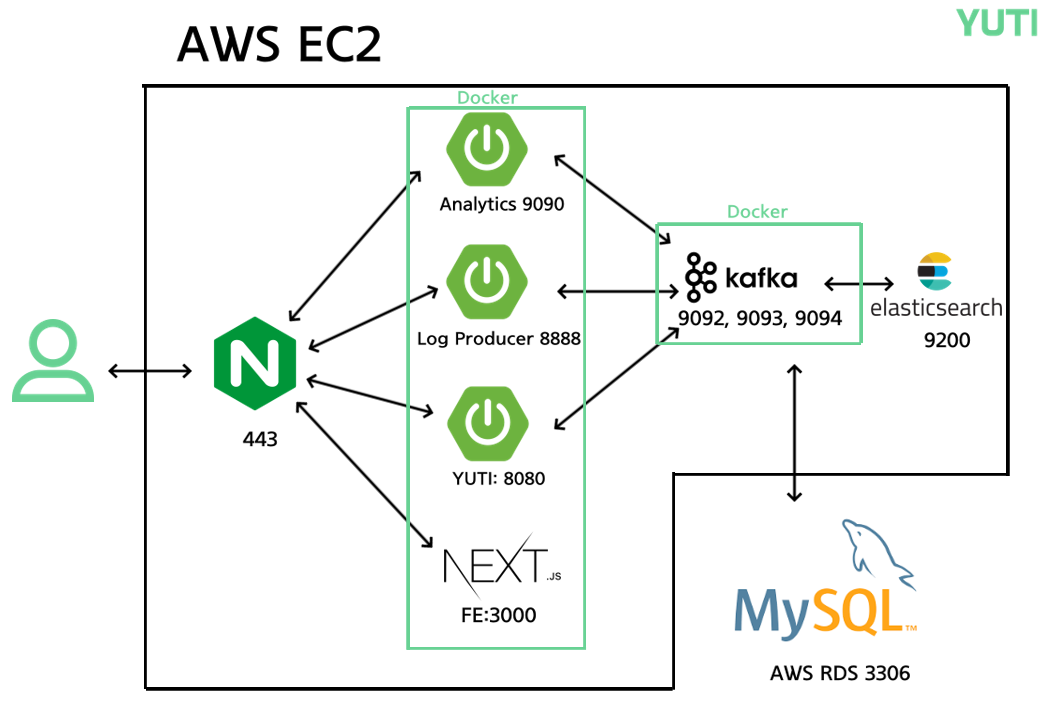 YUTI
AWS EC2
Docker
Analytics 9090
Log Producer 8888
YUTI: 8080
NEXT.JS
FE:3000
443
Docker
kafka
9092, 9093, 9094
elasticsearch
9200
MySQL™
AWS RDS 3306